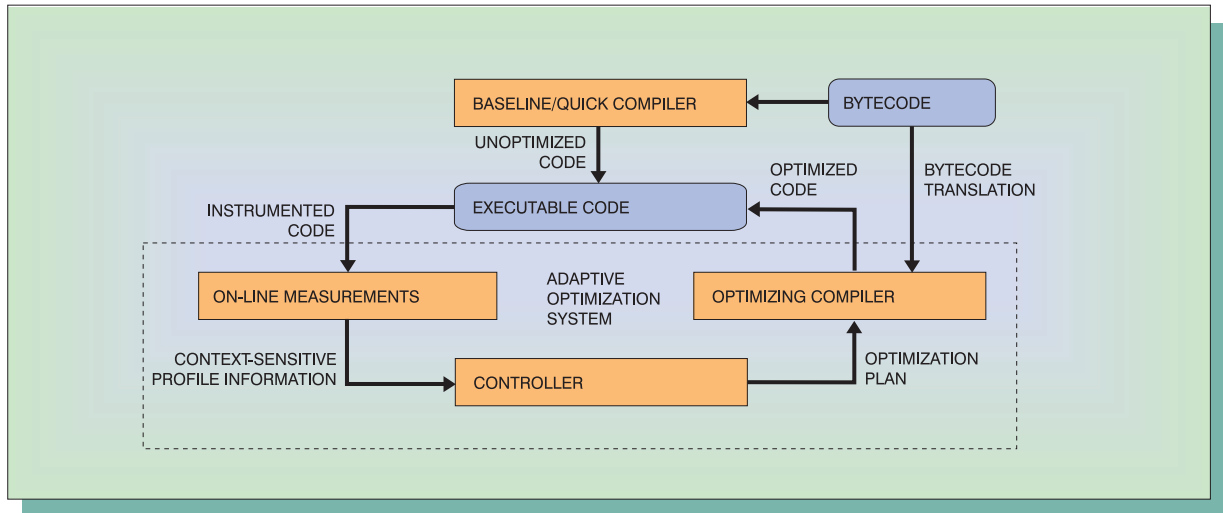 BASELINE/QUICK COMPILER
BYTECODE
UNOPTIMIZED
CODE
OPTIMIZED
CODE
BYTECODE
TRANSLATION
EXECUTABLE CODE
INSTRUMENTED
CODE
ON-LINE MEASUREMENTS
ADAPTIVE
OPTIMIZATION
SYSTEM
OPTIMIZING COMPILER
CONTEXT-SENSITIVE
PROFILE INFORMATION
CONTROLLER
OPTIMIZATION
PLAN